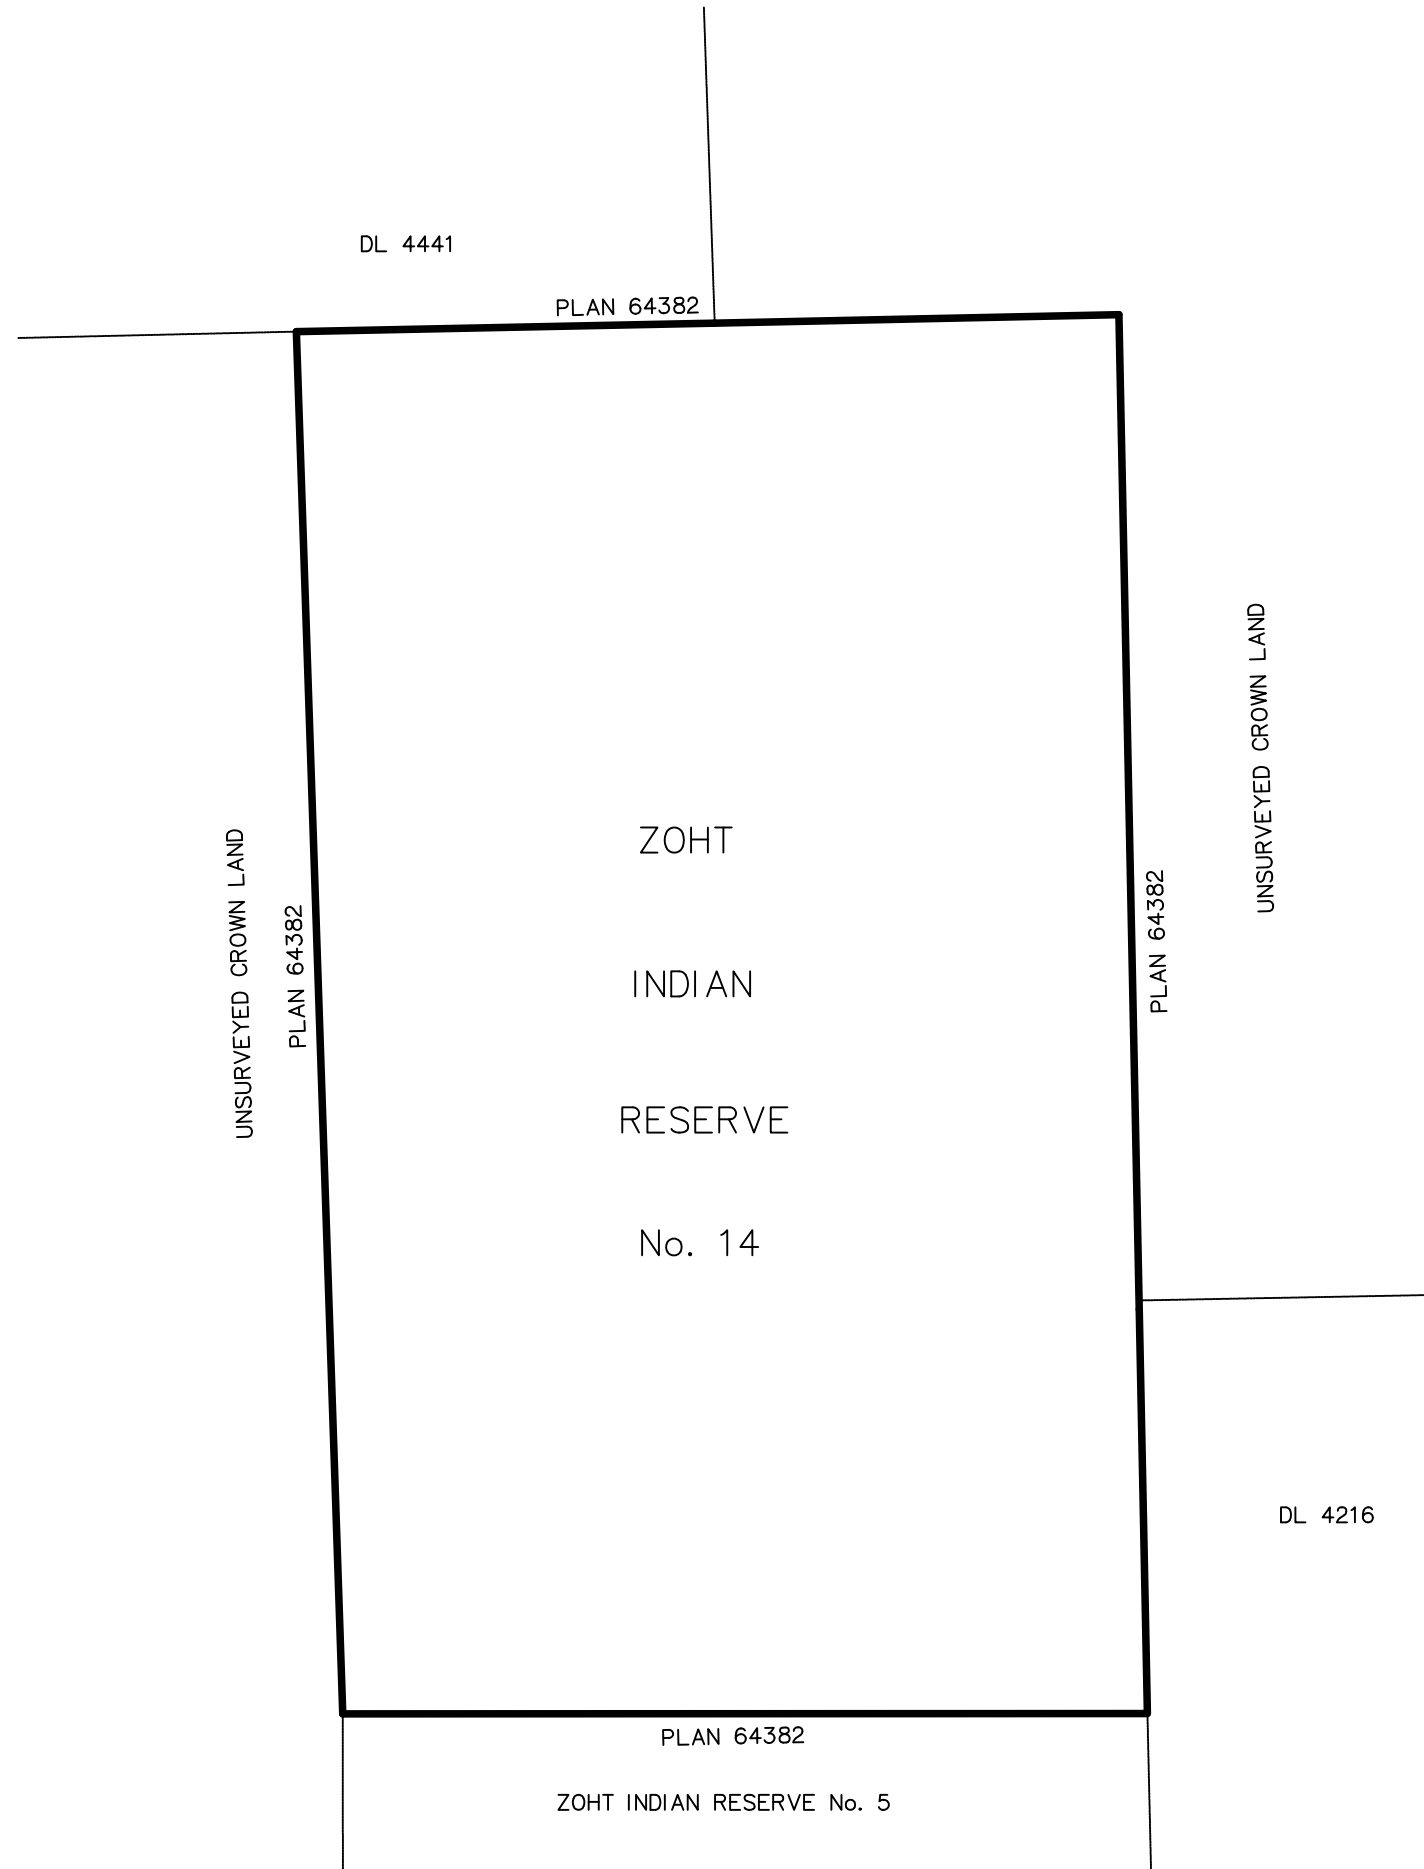 DL 4441
PLAN 64382
UNSURVEYED CROWN LAND
PLAN 64382
ZOHT
INDIAN
RESERVE
No. 14
PLAN 64382
UNSURVEYED CROWN LAND
DL 4216
PLAN 64382
ZOHT INDIAN RESERVE No. 5